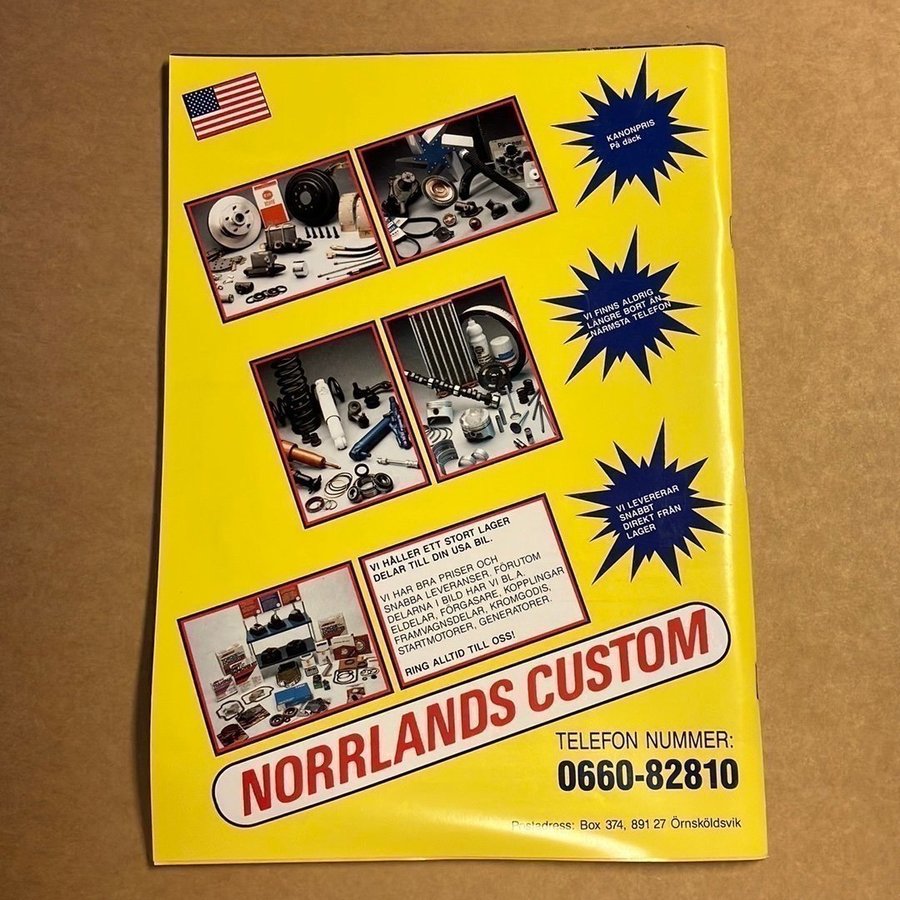 KANONPRIS
På däck
VI FINNS ALDRIG
LÄNGRE BORT ÄN
NÄRMSTA TELEFON
VI LEVERERAR
SNABBT
DIREKT FRÅN
LAGER
VI HÅLLER ETT STORT LAGER
DELAR TILL DIN USA BIL.
VI HAR BRA PRISER OCH
SNABBA LEVERANSER. FÖRUTOM
DELARNA I BILD HAR VI BL.A.
ELDELAR, FÖRGASARE, KOPPLINGAR
FRAMVAGNSDELAR, KROMGODIS,
STARTMOTORER, GENERATORER.
RING ALLTID TILL OSS!
NORRLANDS CUSTOM
TELEFON NUMMER:
0660-82810
Postadress: Box 374, 891 27 Örnsköldsvik